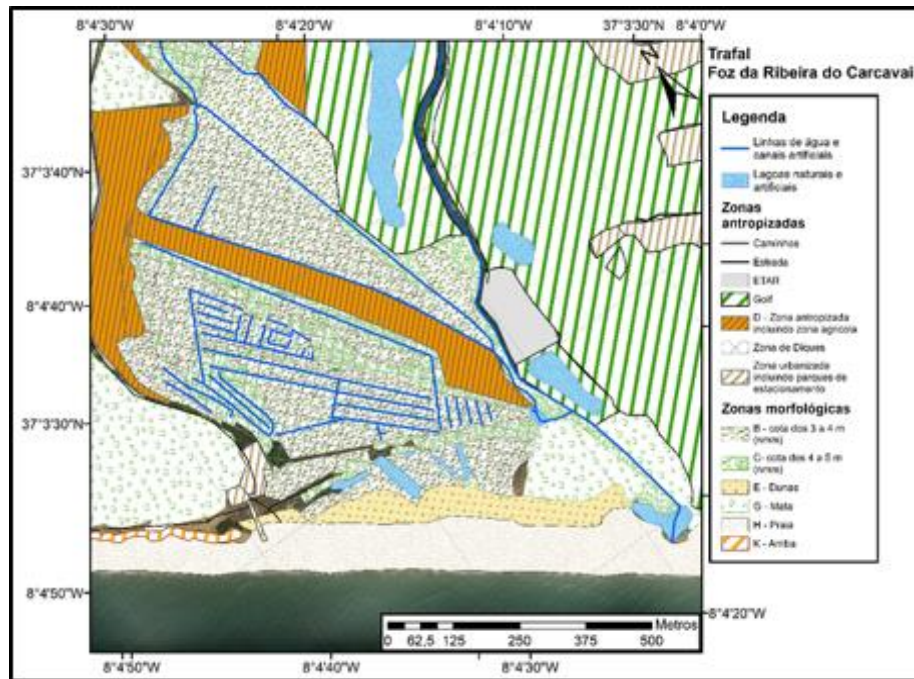 8°4'30"W 8°4'20"W 8°4'10"W 37°3'30"N 8°4'0"W
Trafal
Foz da Ribeira do Carcavai
Legenda
Linhas de água e
canais artificiais
Lagoas naturais e
artificiais
Zonas
antropizadas
Caminhos
Estrada
ETAR
Golf
D - Zona antropizada
incluindo zona agricola
Zona de Diques
Zona urbanizada
incluindo parques de
estacionamento
Zonas morfológicas
B - cota dos 3 a 4 m
(NMM)
C- cota dos 4 a 5 m
(NMM)
E - Dunas
G - Mata
H - Praia
K - Arriba
37°3'40"N
8°4'40"W
37°3'30"N
8°4'50"W
8°4'20"W
Metros
0 62,5 125 250 375 500
8°4'50"W 8°4'40"W 8°4'30"W